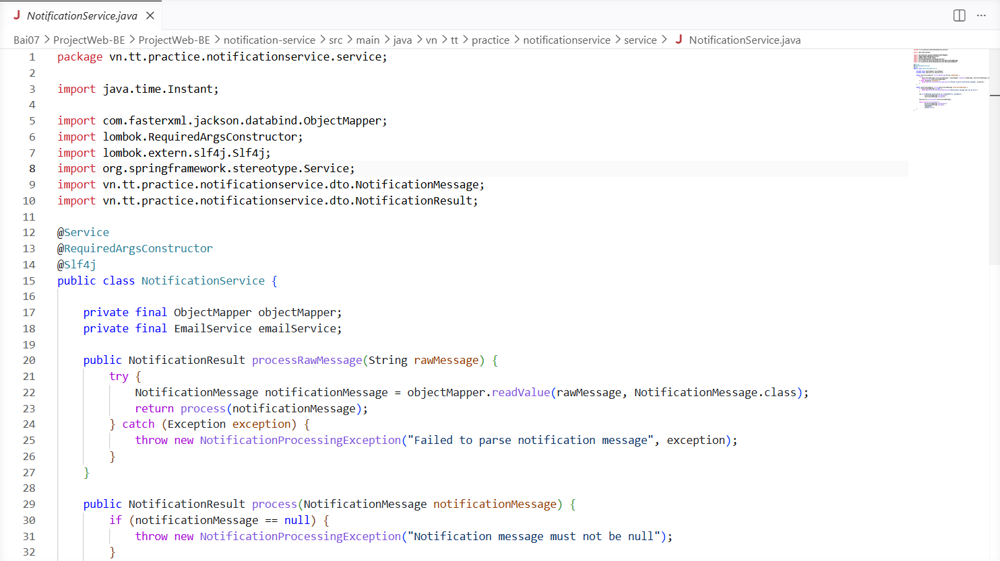 J NotificationService.java
Bai07 > ProjectWeb-BE > ProjectWeb-BE > notification-service > src > main > java > vn > tt > practice > notificationservice > service > J NotificationService.java
1 package vn.tt.practice.notificationservice.service;
2
3 import java.time.Instant;
4
5 import com.fasterxml.jackson.databind.ObjectMapper;
6 import lombok.RequiredArgsConstructor;
7 import lombok.extern.slf4j.Slf4j;
8 import org.springframework.stereotype.Service;
9 import vn.tt.practice.notificationservice.dto.NotificationMessage;
10 import vn.tt.practice.notificationservice.dto.NotificationResult;
11
12 @Service
13 @RequiredArgsConstructor
14 @Slf4j
15 public class NotificationService {
16
17     private final ObjectMapper objectMapper;
18     private final EmailService emailService;
19
20     public NotificationResult processRawMessage(String rawMessage) {
21         try {
22             NotificationMessage notificationMessage = objectMapper.readValue(rawMessage, NotificationMessage.class);
23             return process(notificationMessage);
24         } catch (Exception exception) {
25             throw new NotificationProcessingException("Failed to parse notification message", exception);
26         }
27     }
28
29     public NotificationResult process(NotificationMessage notificationMessage) {
30         if (notificationMessage == null) {
31             throw new NotificationProcessingException("Notification message must not be null");
32         }